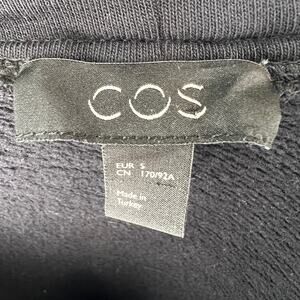 COS
EUR S
CN 170/92A
Made in
Turkey